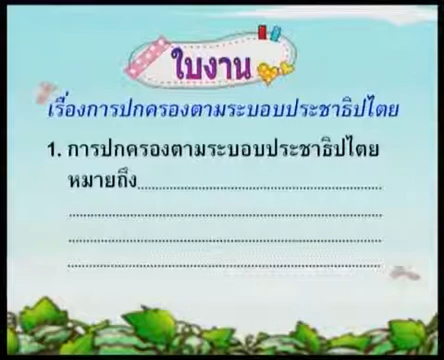 ใบงาน
เรื่องการปกครองตามระบอบประชาธิปไตย
1. การปกครองตามระบอบประชาธิปไตย
หมายถึง